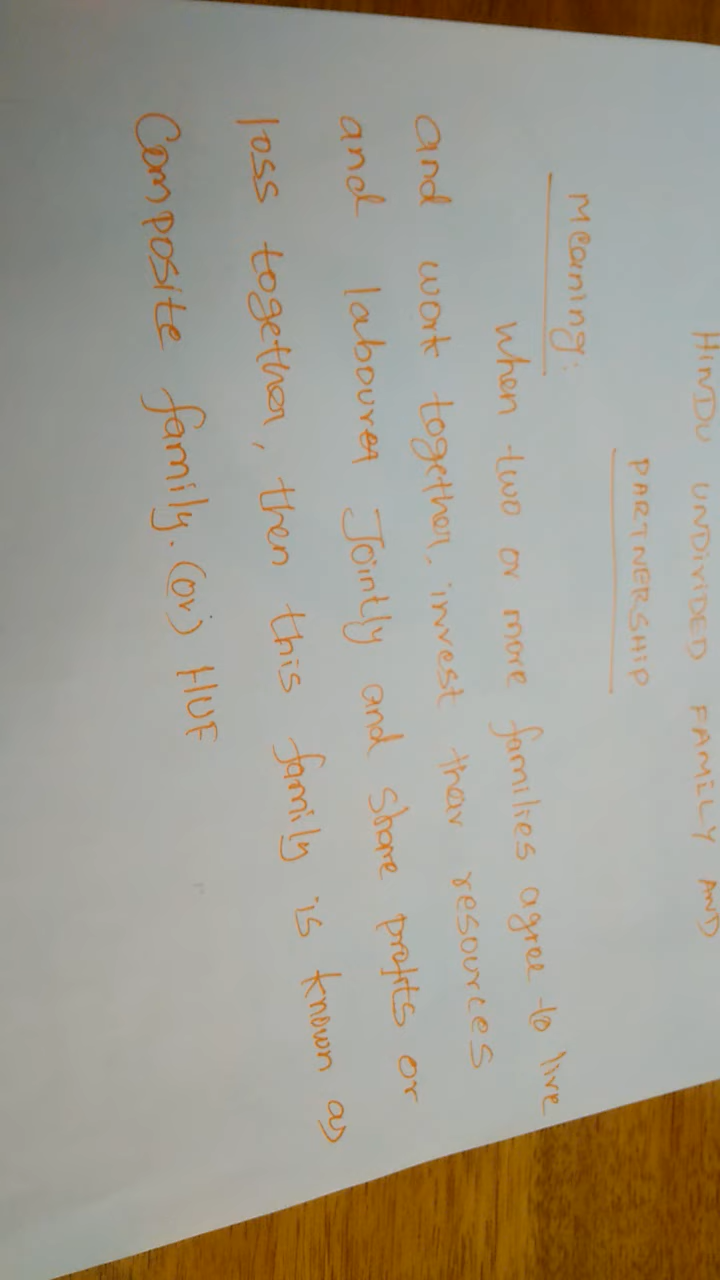 HINDU UNDIVIDED FAMILY AND
PARTNERSHIP
Meaning:
When two or more families agree to live
and work together, invest their resources
and labourer Jointly and share profits or
loss together, then this family is known as
Composite family. (or) HUF